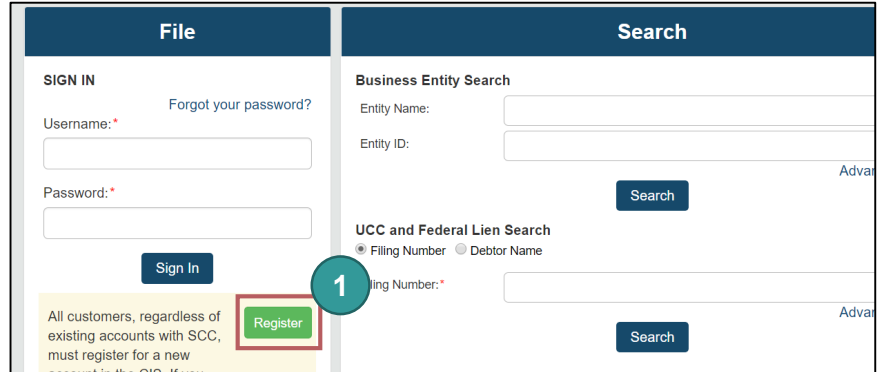 File
SIGN IN
Forgot your password?
Username:*
Password:*
Sign In
All customers, regardless of
existing accounts with SCC,
must register for a new
Register
1
Search
Business Entity Search
Entity Name:
Entity ID:
Search
UCC and Federal Lien Search
Filing Number
Debtor Name
Number:*
Search